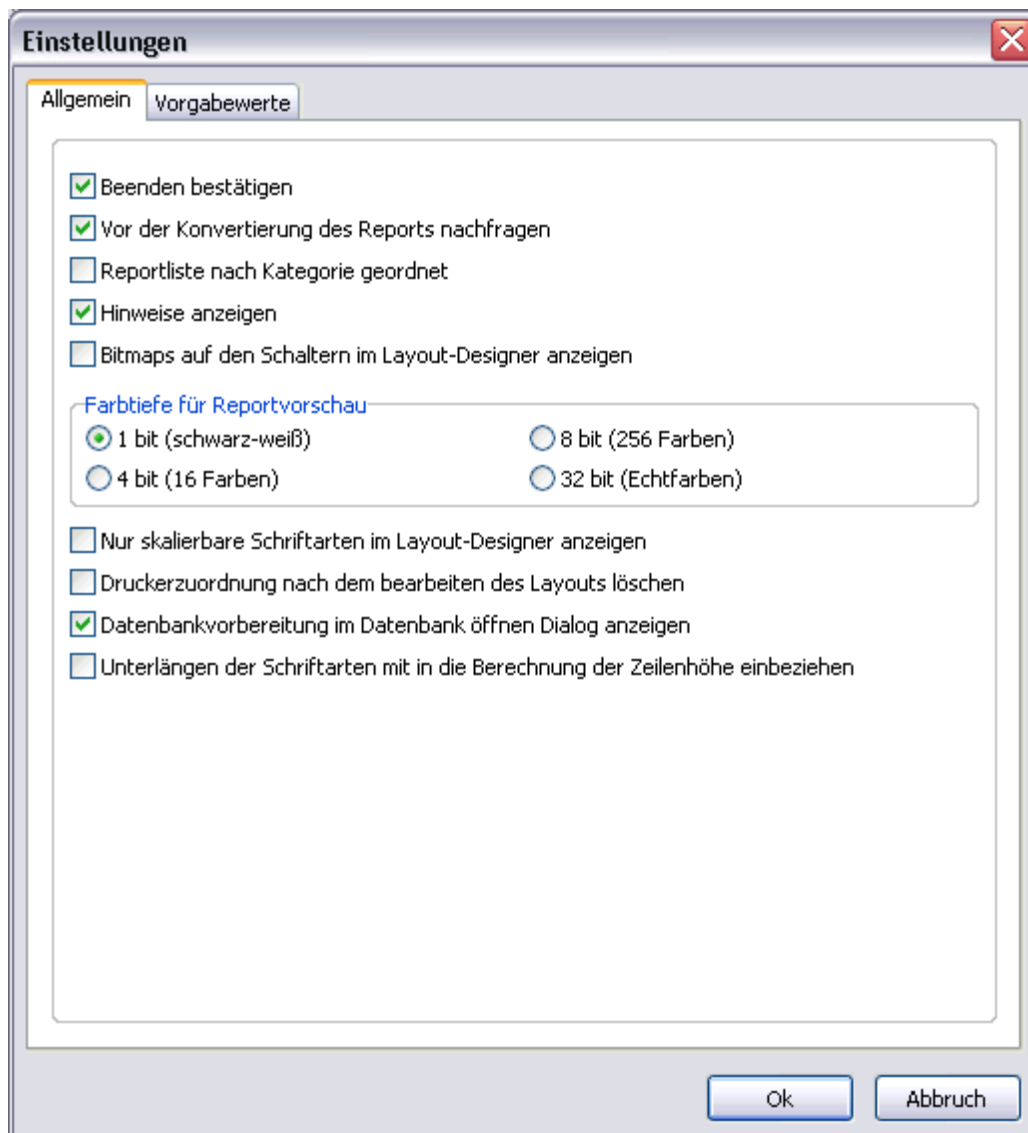 Einstellungen
Allgemein Vorgabewerte
Beenden bestätigen
Vor der Konvertierung des Reports nachfragen
Reportliste nach Kategorie geordnet
Hinweise anzeigen
Bitmaps auf den Schaltern im Layout-Designer anzeigen
Farbtiefe für Reportvorschau
1 bit (schwarz-weiß) 8 bit (256 Farben)
4 bit (16 Farben) 32 bit (Echtfarben)
Nur skalierbare Schriftarten im Layout-Designer anzeigen
Druckerzuordnung nach dem bearbeiten des Layouts löschen
Datenbankvorbereitung im Datenbank öffnen Dialog anzeigen
Unterlängen der Schriftarten mit in die Berechnung der Zeilenhöhe einbeziehen
Ok Abbruch